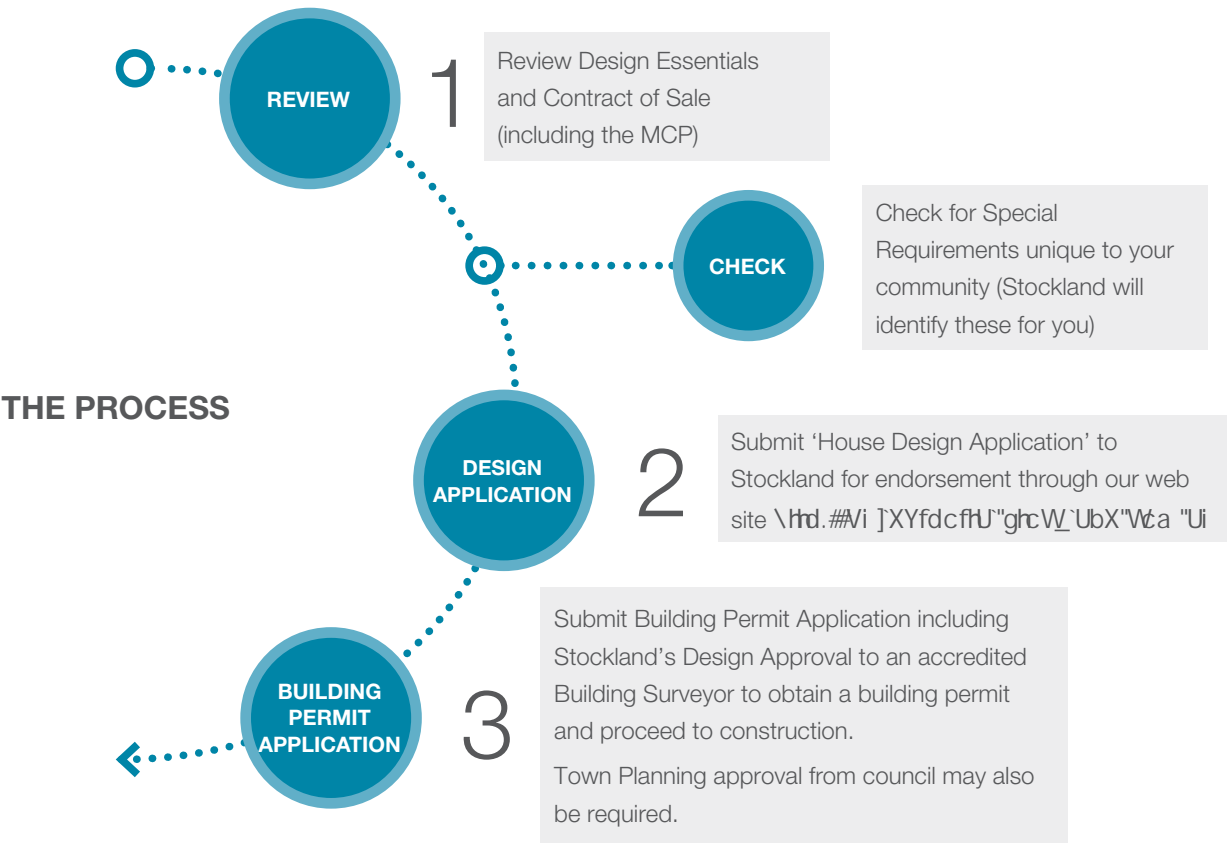 REVIEW
1
Review Design Essentials
and Contract of Sale
(including the MCP)
CHECK
Check for Special
Requirements unique to your
community (Stockland will
identify these for you)
THE PROCESS
DESIGN
APPLICATION
2
Submit ‘House Design Application’ to
Stockland for endorsement through our web
site
BUILDING
PERMIT
APPLICATION
3
Submit Building Permit Application including
Stockland’s Design Approval to an accredited
Building Surveyor to obtain a building permit
and proceed to construction.
Town Planning approval from council may also
be required.